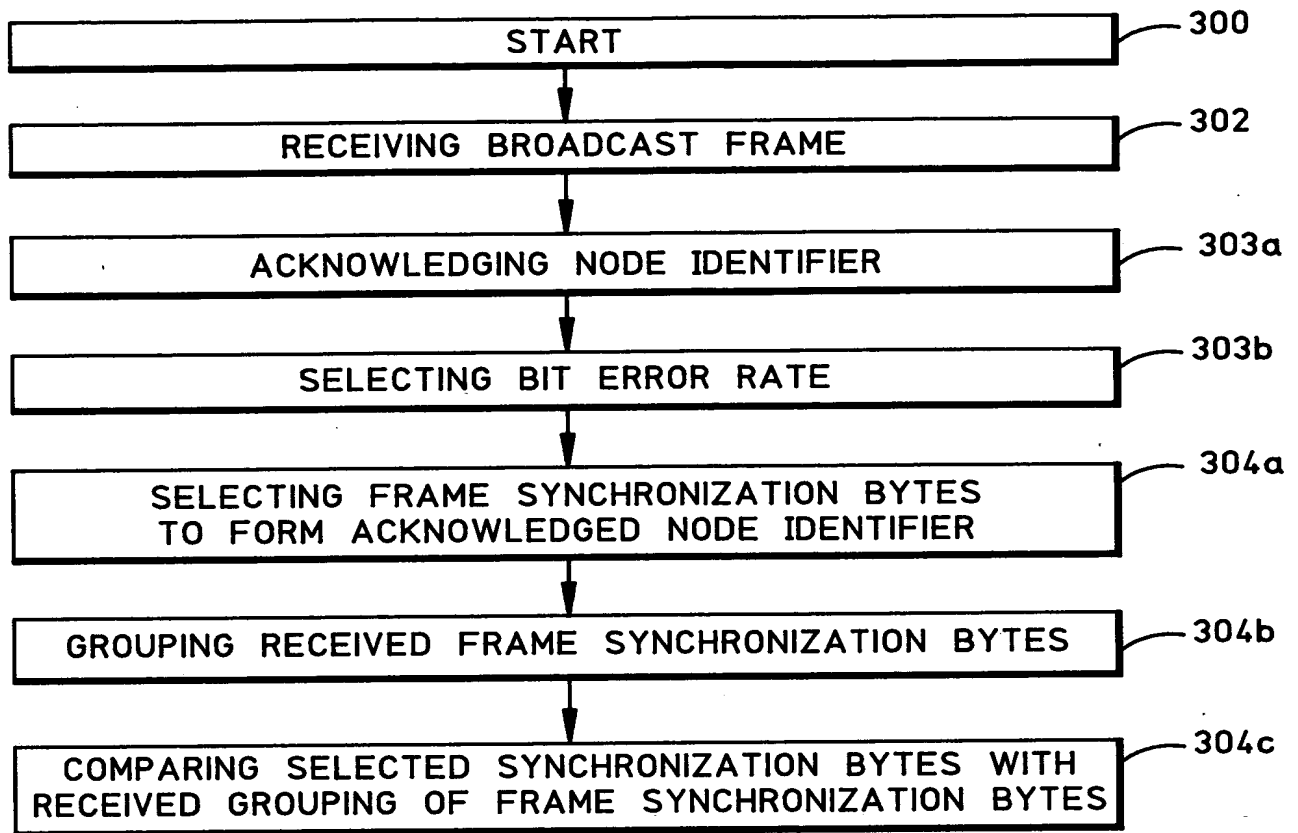 START
300
RECEIVING BROADCAST FRAME
302
ACKNOWLEDGING NODE IDENTIFIER
303a
SELECTING BIT ERROR RATE
303b
SELECTING FRAME SYNCHRONIZATION BYTES
TO FORM ACKNOWLEDGED NODE IDENTIFIER
304a
GROUPING RECEIVED FRAME SYNCHRONIZATION BYTES
304b
COMPARING SELECTED SYNCHRONIZATION BYTES WITH
RECEIVED GROUPING OF FRAME SYNCHRONIZATION BYTES
304c